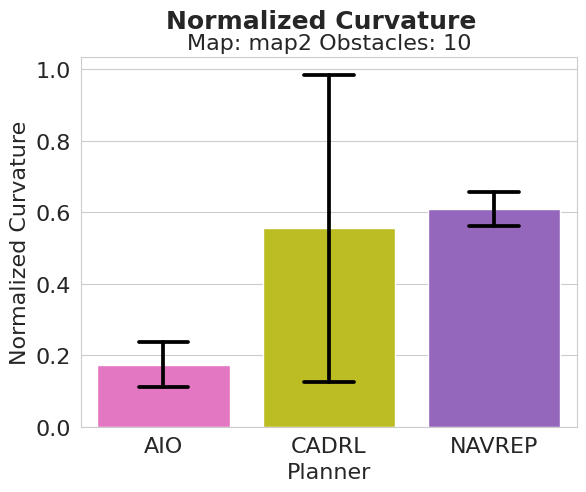 Normalized Curvature
Map: map2 Obstacles: 10
Normalized Curvature
1.0
0.8
0.6
0.4
0.2
0.0
AIO CADRL NAVREP
Planner